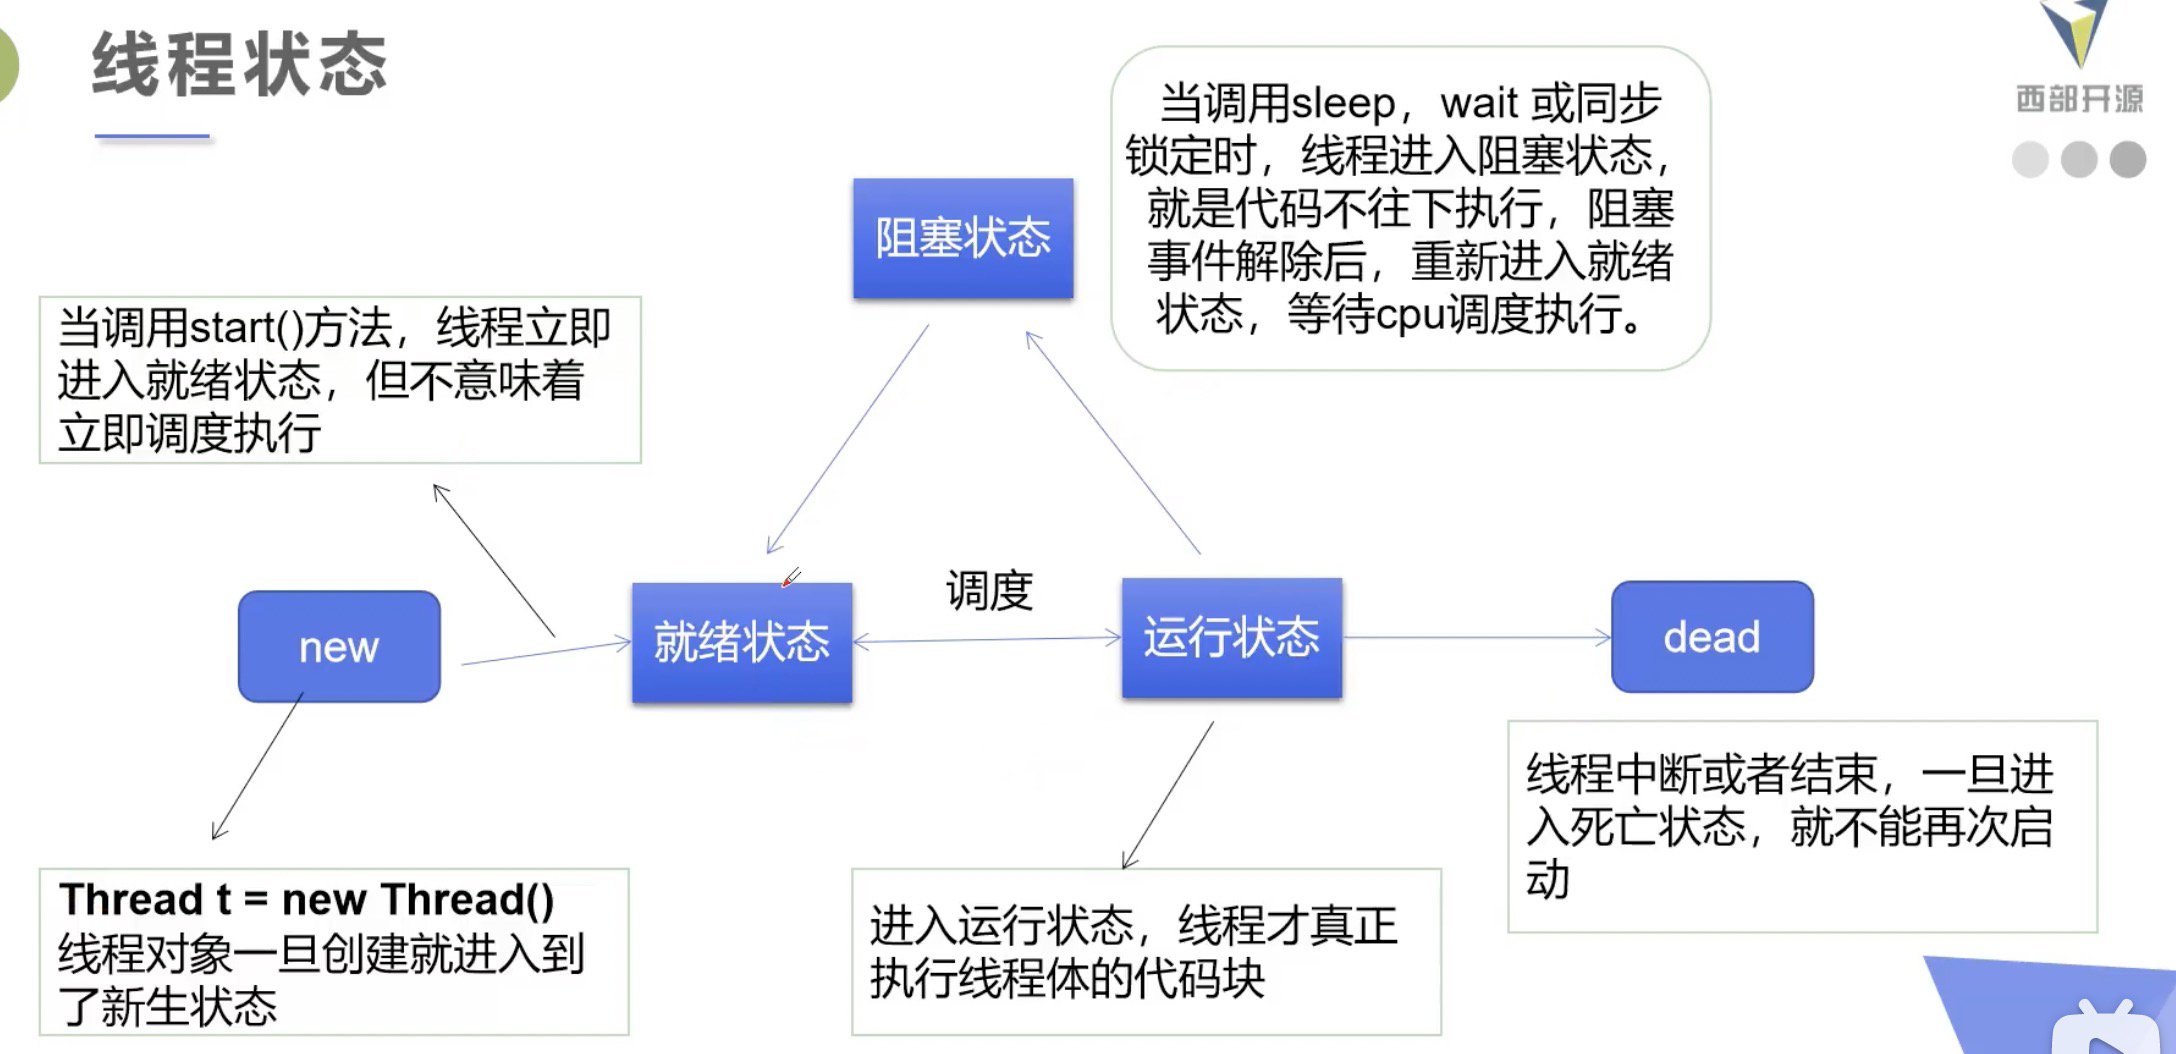 线程状态
西部开源
当调用sleep，wait 或同步
锁定时，线程进入阻塞状态，
就是代码不往下执行，阻塞
事件解除后，重新进入就绪
状态，等待cpu调度执行。
阻塞状态
当调用start()方法，线程立即
进入就绪状态，但不意味着
立即调度执行
new
就绪状态
调度
运行状态
dead
Thread t = new Thread()
线程对象一旦创建就进入到
了新生状态
进入运行状态，线程才真正
执行线程体的代码块
线程中断或者结束，一旦进
入死亡状态，就不能再次启
动